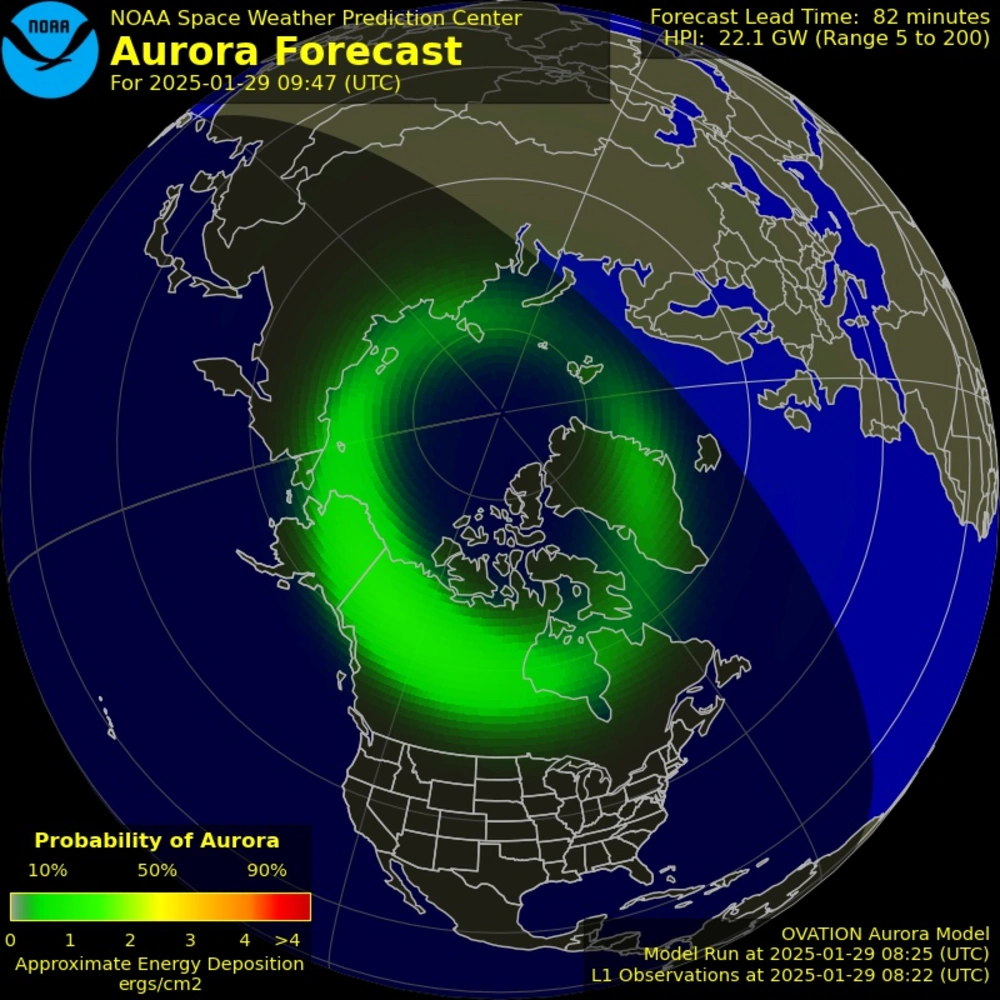 NOAA
NOAA Space Weather Prediction Center
Aurora Forecast
For 2025-01-29 09:47 (UTC)
Forecast Lead Time: 82 minutes
HPI: 22.1 GW (Range 5 to 200)
Probability of Aurora
10% 50% 90%
0 1 2 3 4 >4
Approximate Energy Deposition
ergs/cm2
OVATION Aurora Model
Model Run at 2025-01-29 08:25 (UTC)
L1 Observations at 2025-01-29 08:22 (UTC)